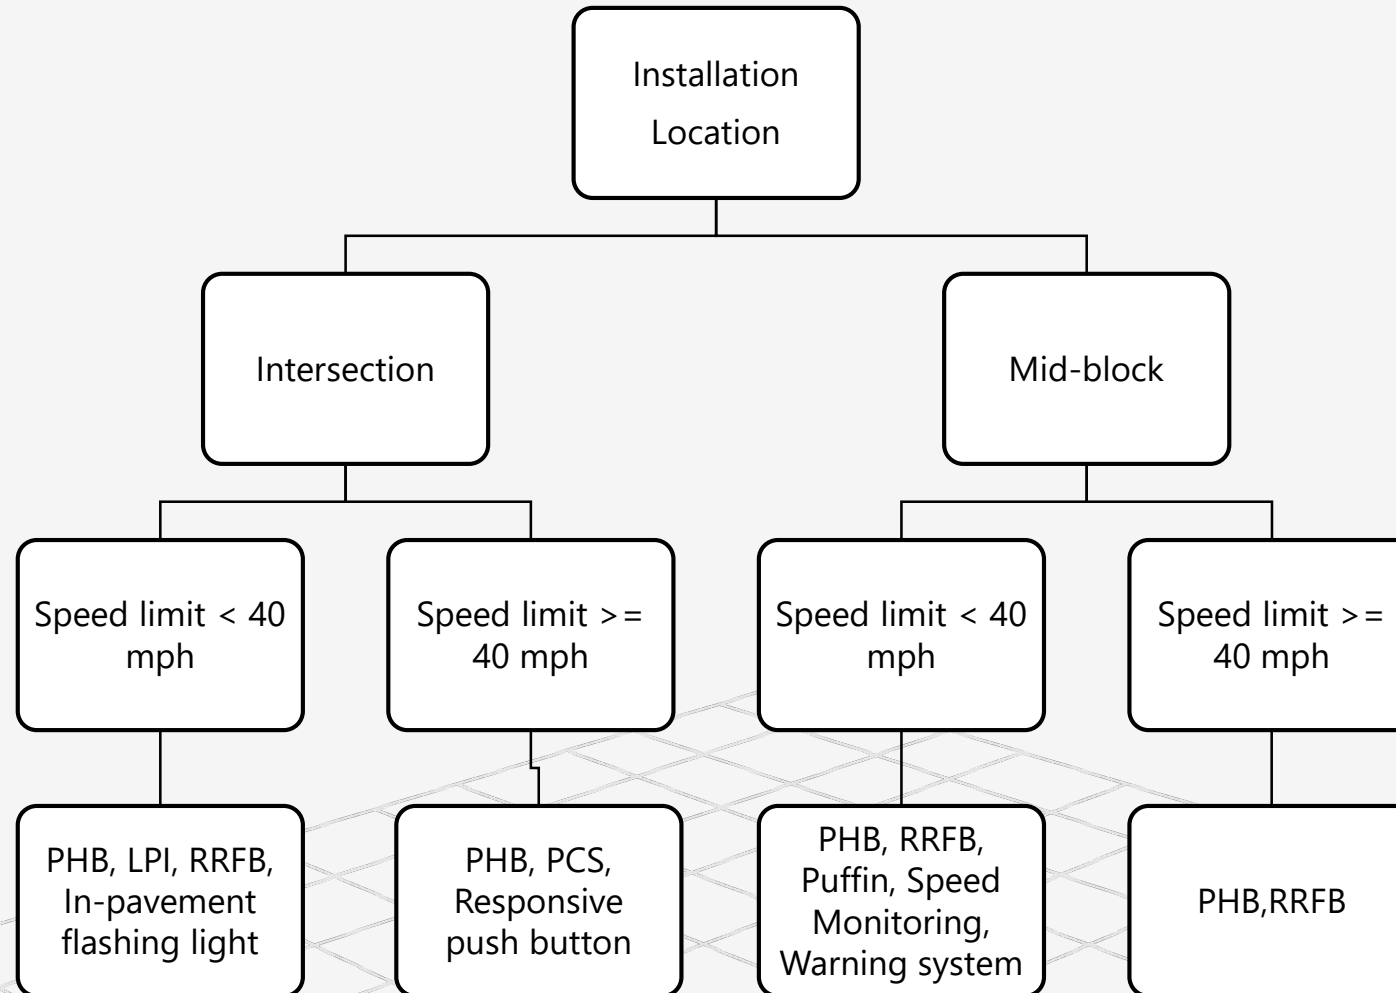 Installation
Location
Intersection
Mid-block
Speed limit < 40
mph
Speed limit >=
40 mph
Speed limit < 40
mph
Speed limit >=
40 mph
PHB, LPI, RRFB,
In-pavement
flashing light
PHB, PCS,
Responsive
push button
PHB, RRFB,
Puffin, Speed
Monitoring,
Warning system
PHB,RRFB